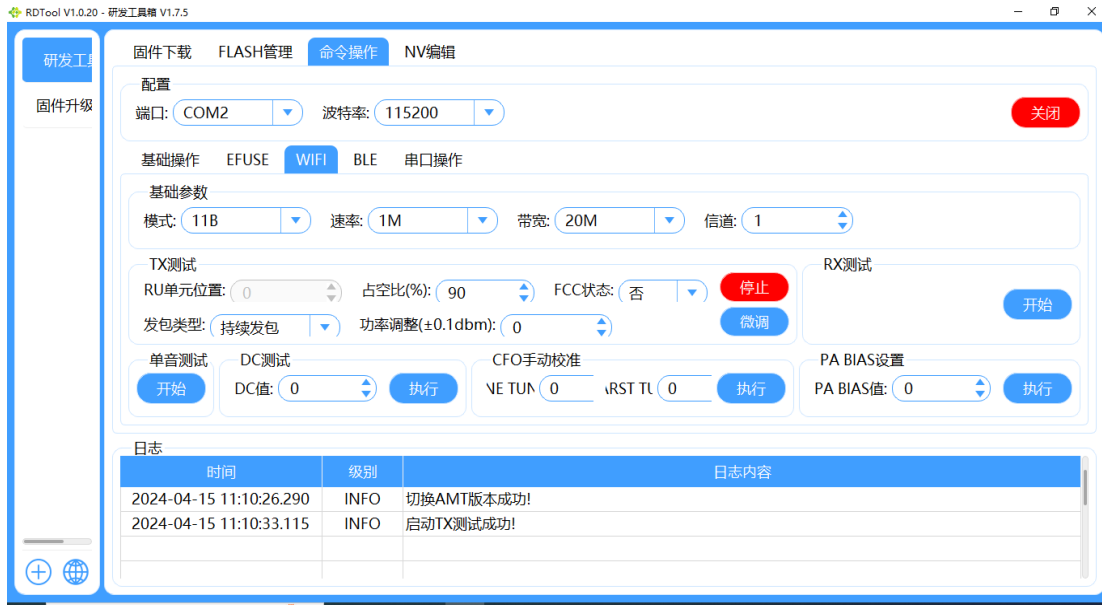 RDTool V1.0.20 - 研发工具箱 V1.7.5
研发工具
固件升级
固件下载 FLASH管理 命令操作 NV编辑
配置
端口: COM2 波特率: 115200 关闭
基础操作 EFUSE WIFI BLE 串口操作
基础参数
模式: 11B 速率: 1M 带宽: 20M 信道: 1
TX测试
RU单元位置: 0 占空比(%): 90 FCC状态: 否 停止
发包类型: 持续发包 功率调整(±0.1dbm): 0 微调
RX测试
开始
单音测试
开始
DC测试
DC值: 0 执行
CFO手动校准
NE TUN 0 ARST TU 0 执行
PA BIAS设置
PA BIAS值: 0 执行
日志
时间 级别 日志内容
2024-04-15 11:10:26.290 INFO 切换AMT版本成功!
2024-04-15 11:10:33.115 INFO 启动TX测试成功!